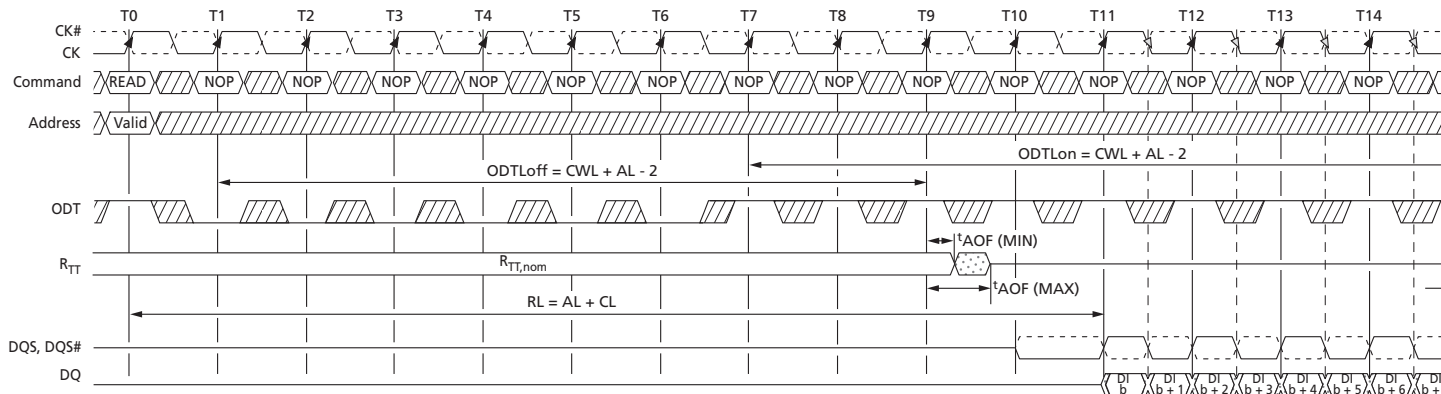 T0 T1 T2 T3 T4 T5 T6 T7 T8 T9 T10 T11 T12 T13 T14
CK#
CK
Command READ NOP NOP NOP NOP NOP NOP NOP NOP NOP NOP NOP NOP NOP NOP
Address Valid
ODTLon = CWL + AL - 2
ODTLoff = CWL + AL - 2
ODT
tAOF (MIN)
RTT RTT,nom
tAOF (MAX)
RL = AL + CL
DQS, DQS#
DQ
DI DI DI DI DI DI DI DI
b b + 1 b + 2 b + 3 b + 4 b + 5 b + 6 b +